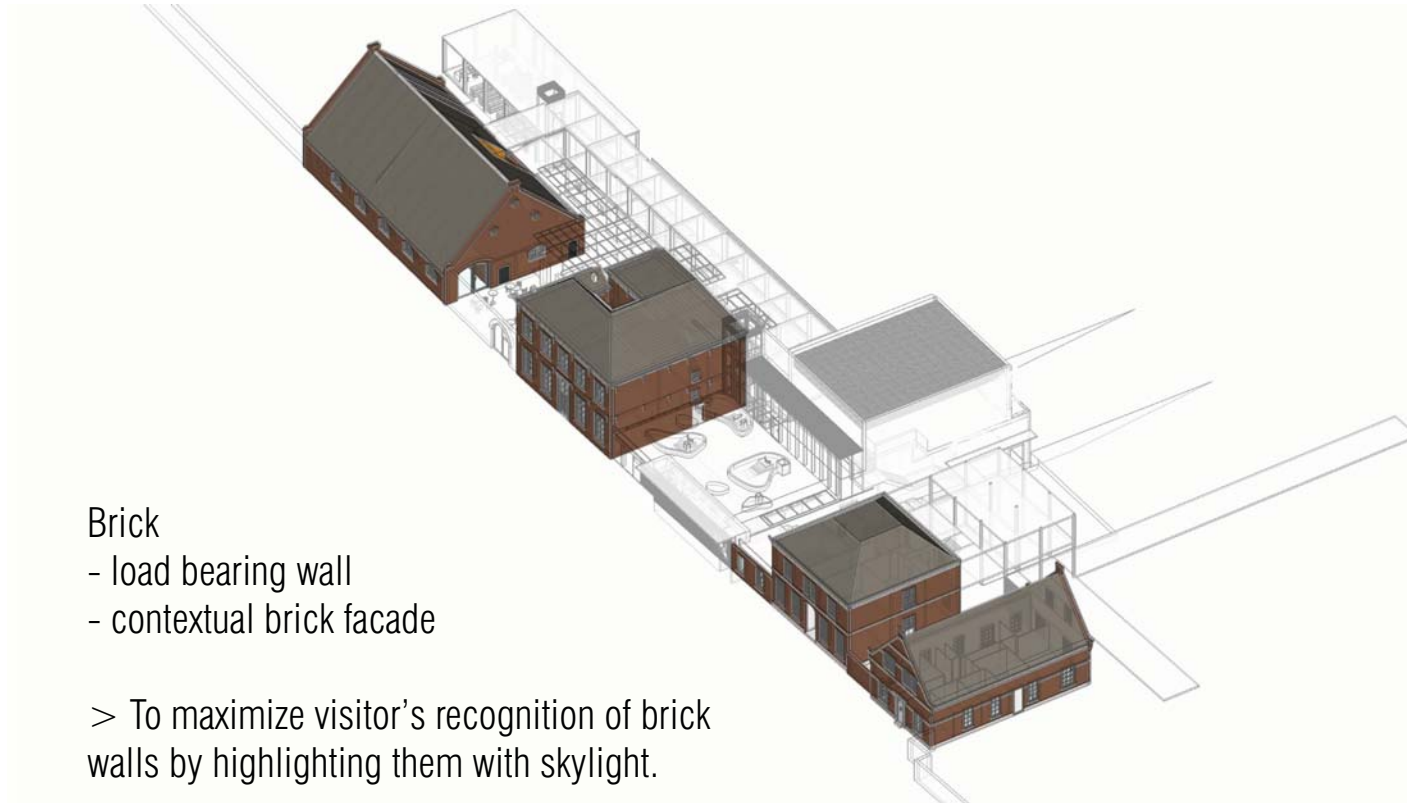 Brick
- load bearing wall
- contextual brick facade
> To maximize visitor’s recognition of brick
walls by highlighting them with skylight.